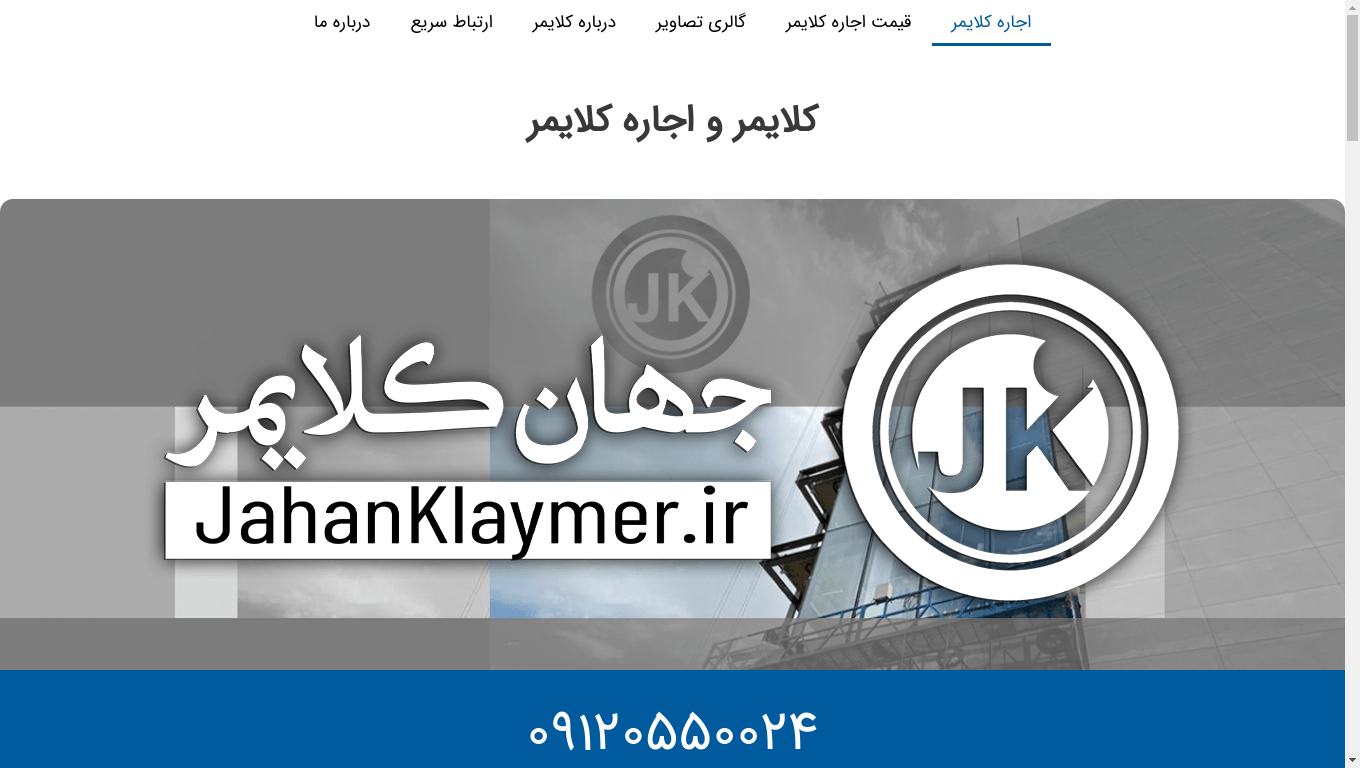 اجاره کلایمر
قیمت اجاره کلایمر
گالری تصاویر
درباره کلایمر
ارتباط سریع
درباره ما
کلایمر و اجاره کلایمر
JK
جهان کلایمر
JK
JahanKlaymer.ir
۰۹۱۲۰۵۵۰۰۲۴